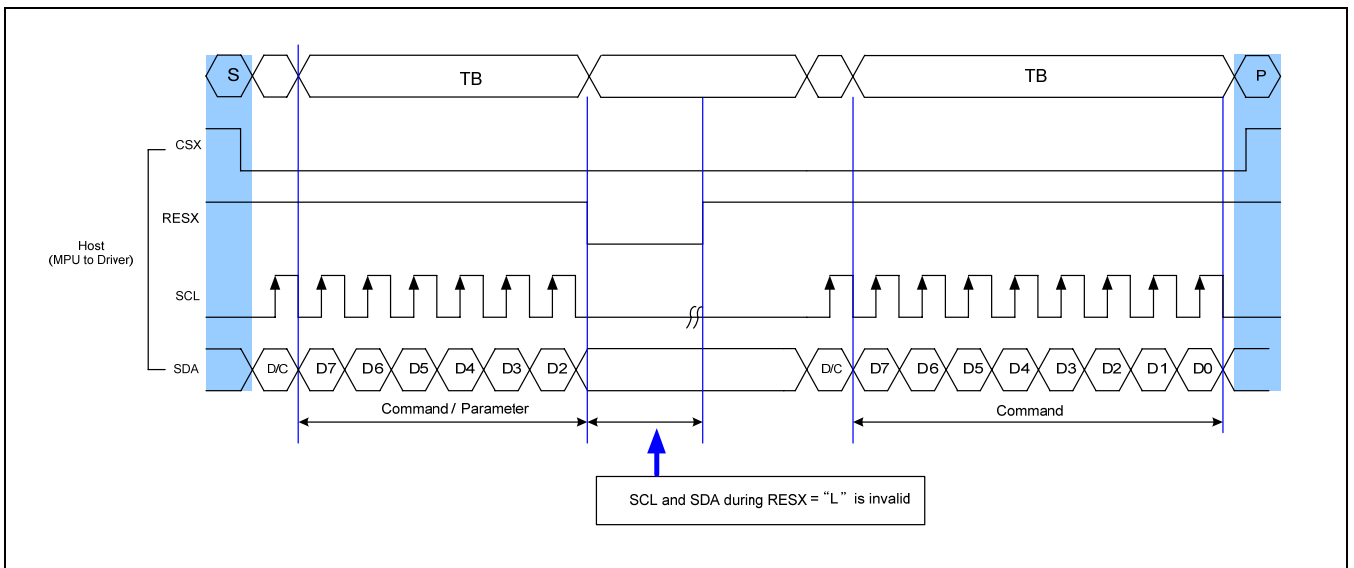 S TB TB P
CSX
RESX
Host
(MPU to Driver)
SCL
SDA D/C D7 D6 D5 D4 D3 D2 D/C D7 D6 D5 D4 D3 D2 D1 D0
Command / Parameter Command
SCL and SDA during RESX = “L” is invalid